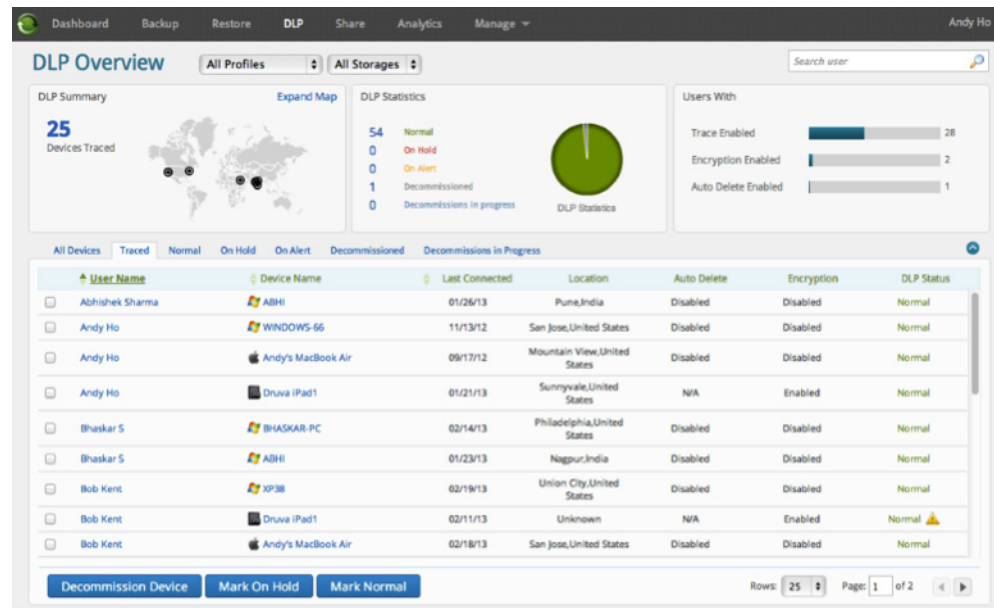 Dashboard Backup Restore DLP Share Analytics Manage Andy Ho
DLP Overview All Profiles All Storages Search user
DLP Summary Expand Map
25
Devices Traced
DLP Statistics
54 Normal
0 On Hold
0 On Alert
1 Decommissioned
0 Decommissions in progress
DLP Statistics
Users With
Trace Enabled 28
Encryption Enabled 2
Auto Delete Enabled 1
All Devices Traced Normal On Hold On Alert Decommissioned Decommissions in Progress
User Name Device Name Last Connected Location Auto Delete Encryption DLP Status
Abhishek Sharma ABHI 01/26/13 Pune,India Disabled Disabled Normal
Andy Ho WINDOWS-66 11/13/12 San Jose,United States Disabled Disabled Normal
Andy Ho Andy's MacBook Air 09/17/12 Mountain View,United States Disabled Disabled Normal
Andy Ho Druva iPad1 01/21/13 Sunnyvale,United States N/A Enabled Normal
Bhaskar S BHASKAR-PC 02/14/13 Philadelphia,United States Disabled Disabled Normal
Bhaskar S ABHI 01/23/13 Nagpur,India Disabled Disabled Normal
Bob Kent XP38 02/19/13 Union City,United States Disabled Disabled Normal
Bob Kent Druva iPad1 02/11/13 Unknown N/A Enabled Normal
Bob Kent Andy's MacBook Air 02/18/13 San Jose,United States Disabled Disabled Normal
Decommission Device Mark On Hold Mark Normal Rows: 25 Page: 1 of 2